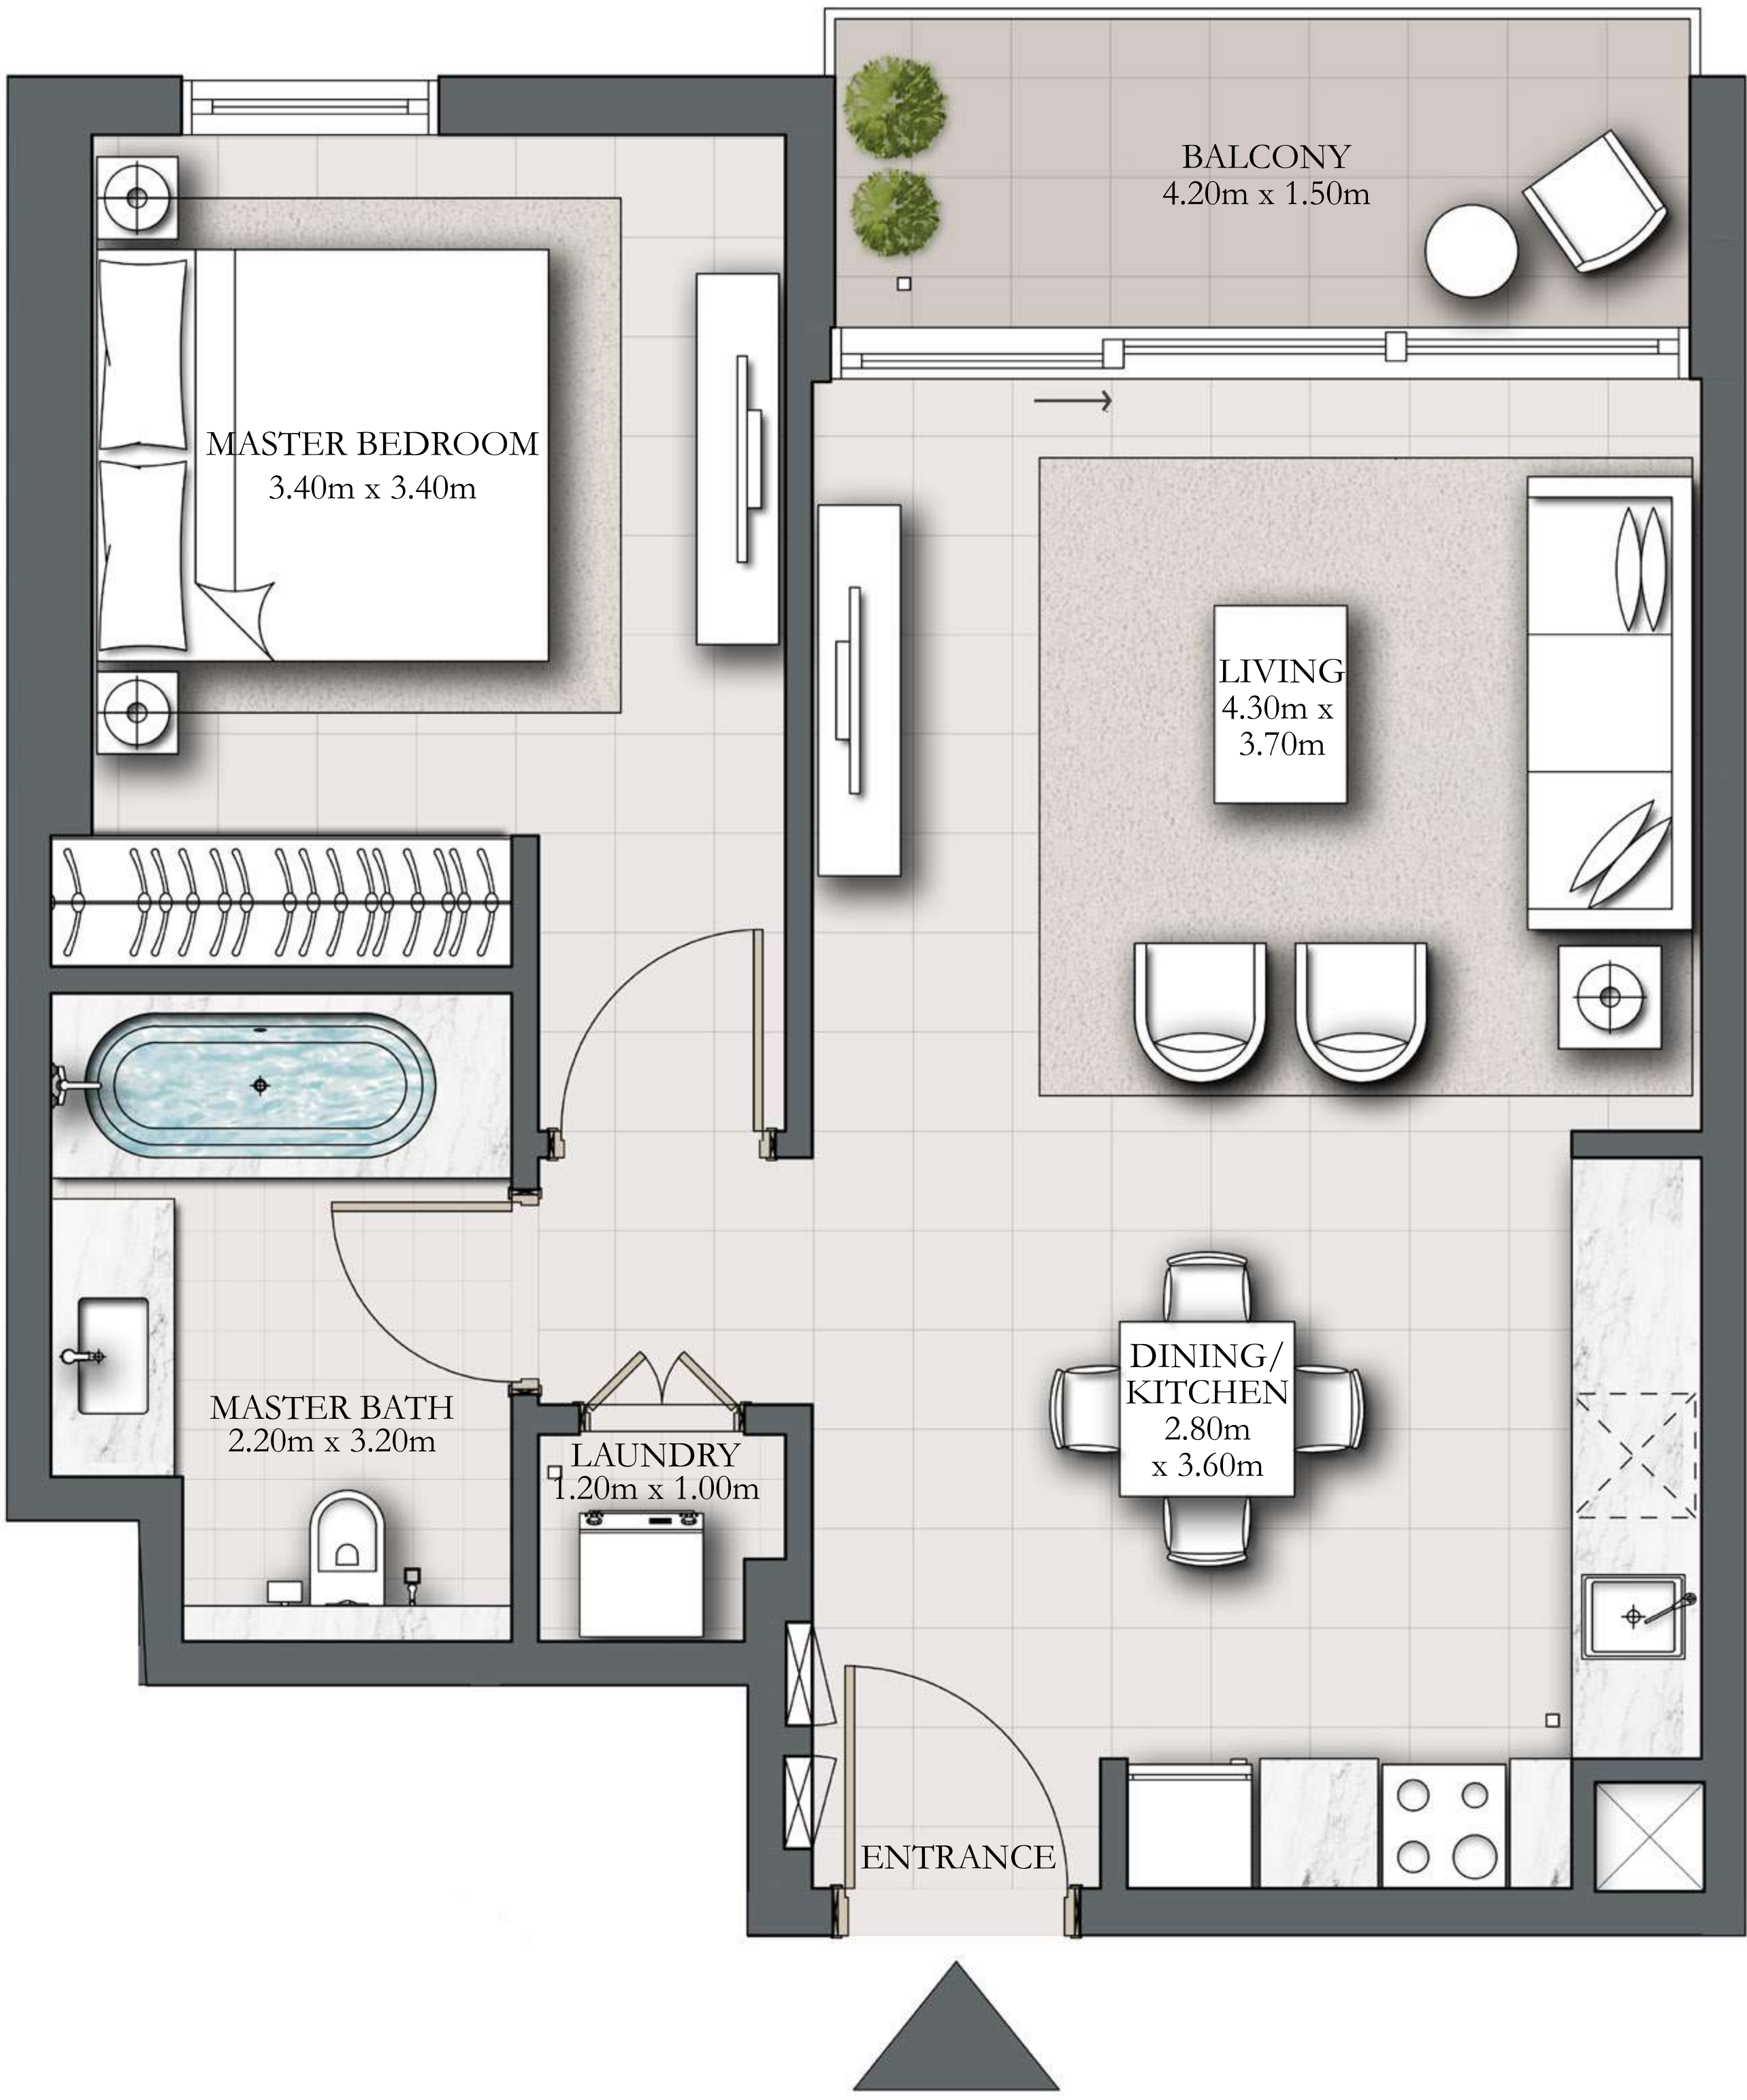 BALCONY
4.20m x 1.50m
MASTER BEDROOM
3.40m x 3.40m
LIVING
4.30m x
3.70m
DINING/
KITCHEN
2.80m
x 3.60m
MASTER BATH
2.20m x 3.20m
LAUNDRY
1.20m x 1.00m
ENTRANCE